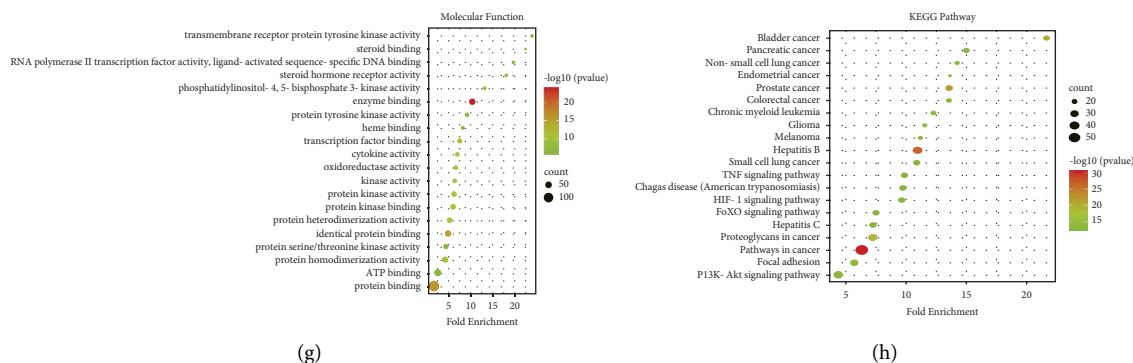 Molecular Function
transmembrane receptor protein tyrosine kinase activity
steroid binding
RNA polymerase II transcription factor activity, ligand- activated sequence- specific DNA binding
steroid hormone receptor activity
phosphatidylinositol- 4, 5- bisphosphate 3- kinase activity
enzyme binding
protein tyrosine kinase activity
heme binding
transcription factor binding
cytokine activity
oxidoreductase activity
kinase activity
protein kinase activity
protein kinase binding
protein heterodimerization activity
identical protein binding
protein serine/threonine kinase activity
protein homodimerization activity
ATP binding
protein binding
5 10 15 20
Fold Enrichment
-log10 (pvalue)
20
15
10
count
50
100
(g)
KEGG Pathway
Bladder cancer
Pancreatic cancer
Non- small cell lung cancer
Endometrial cancer
Prostate cancer
Colorectal cancer
Chronic myeloid leukemia
Glioma
Melanoma
Hepatitis B
Small cell lung cancer
TNF signaling pathway
Chagas disease (American trypanosomiasis)
HIF- 1 signaling pathway
FoXO signaling pathway
Hepatitis C
Proteoglycans in cancer
Pathways in cancer
Focal adhesion
P13K- Akt signaling pathway
5 10 15 20
Fold Enrichment
count
20
30
40
50
-log10 (pvalue)
30
25
20
15
(h)